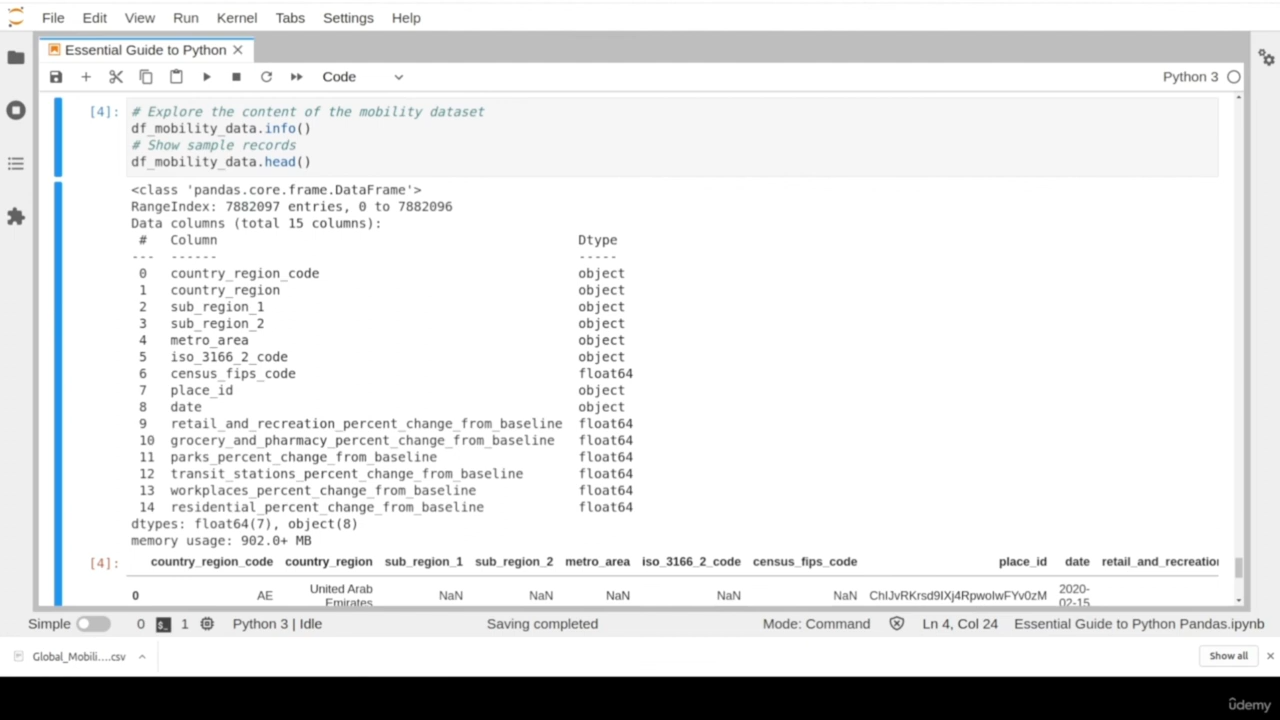 File Edit View Run Kernel Tabs Settings Help
Essential Guide to Python
Code
Python 3
[4]:
# Explore the content of the mobility dataset
df_mobility_data.info()
# Show sample records
df_mobility_data.head()
<class 'pandas.core.frame.DataFrame'>
RangeIndex: 7882097 entries, 0 to 7882096
Data columns (total 15 columns):
# Column Dtype
--- ------ -----
0 country_region_code object
1 country_region object
2 sub_region_1 object
3 sub_region_2 object
4 metro_area object
5 iso_3166_2_code object
6 census_fips_code float64
7 place_id object
8 date object
9 retail_and_recreation_percent_change_from_baseline float64
10 grocery_and_pharmacy_percent_change_from_baseline float64
11 parks_percent_change_from_baseline float64
12 transit_stations_percent_change_from_baseline float64
13 workplaces_percent_change_from_baseline float64
14 residential_percent_change_from_baseline float64
dtypes: float64(7), object(8)
memory usage: 902.0+ MB
[4]: country_region_code country_region sub_region_1 sub_region_2 metro_area iso_3166_2_code census_fips_code place_id date retail_and_recreation
0 AE United Arab Emirates NaN NaN NaN NaN NaN ChIJvRKrsd9IXj4RpwoIwFYv0zM 2020-02-15
Simple 0 $_ 1 Python 3 | Idle Saving completed Mode: Command Ln 4, Col 24 Essential Guide to Python Pandas.ipynb
Global_Mobili....csv Show all
ûdemy